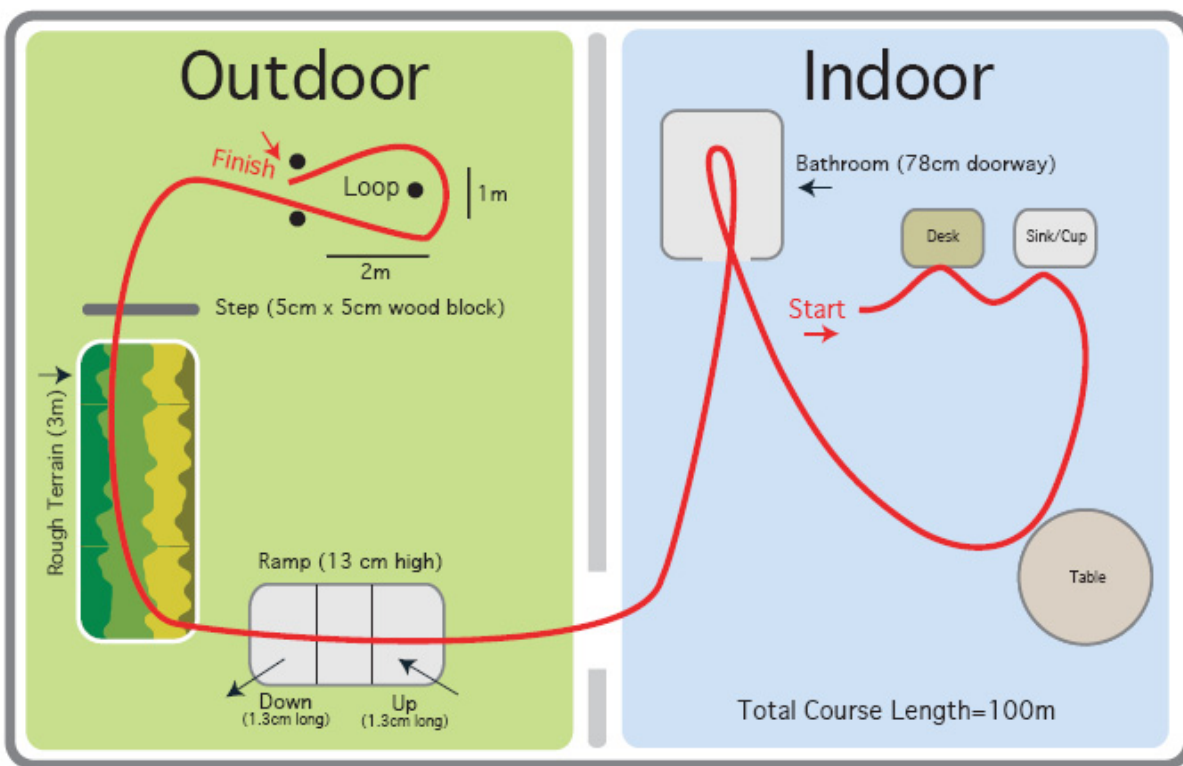 Outdoor
Finish
Loop
1m
2m
Step (5cm x 5cm wood block)
Rough Terrain (3m)
Ramp (13 cm high)
Down
(1.3cm long)
Up
(1.3cm long)
Indoor
Bathroom (78cm doorway)
Desk
Sink/Cup
Start
Table
Total Course Length=100m